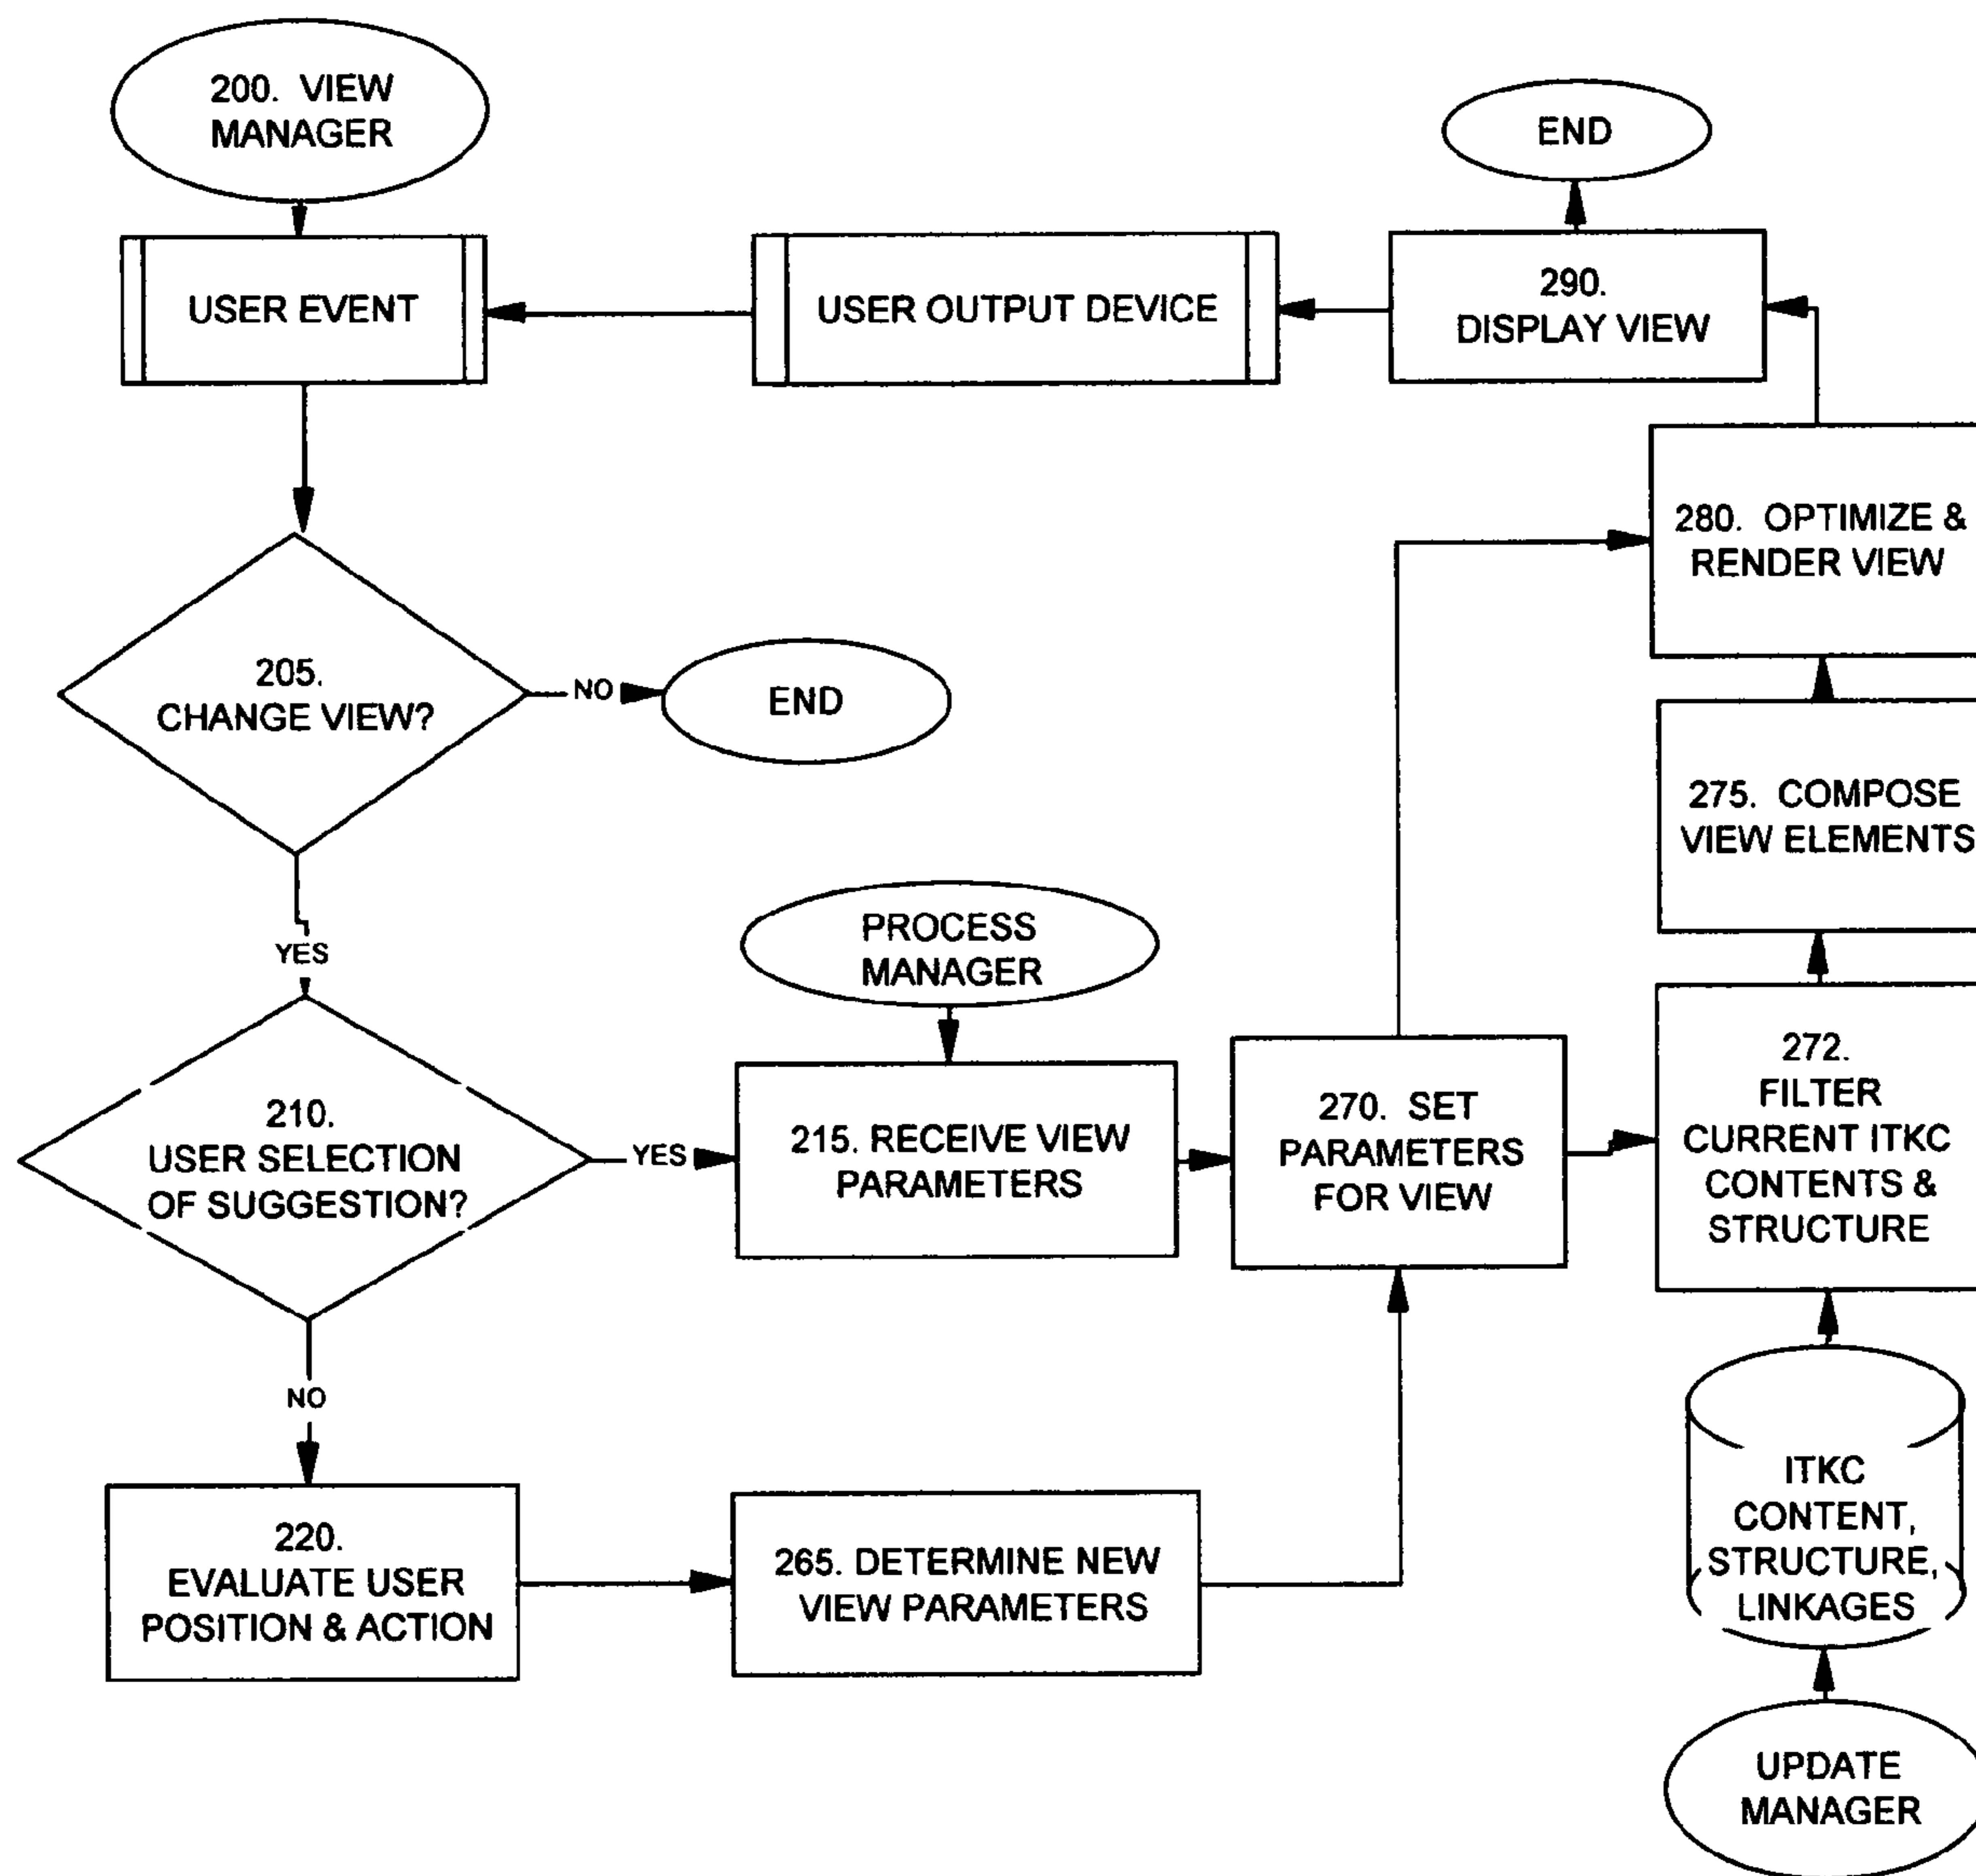 200. VIEW
MANAGER
END
USER EVENT
USER OUTPUT DEVICE
290.
DISPLAY VIEW
280. OPTIMIZE &
RENDER VIEW
205.
CHANGE VIEW?
NO
END
275. COMPOSE
VIEW ELEMENTS
YES
PROCESS
MANAGER
210.
USER SELECTION
OF SUGGESTION?
YES
215. RECEIVE VIEW
PARAMETERS
270. SET
PARAMETERS
FOR VIEW
272.
FILTER
CURRENT ITKC
CONTENTS &
STRUCTURE
NO
220.
EVALUATE USER
POSITION & ACTION
265. DETERMINE NEW
VIEW PARAMETERS
ITKC
CONTENT,
STRUCTURE,
LINKAGES
UPDATE
MANAGER